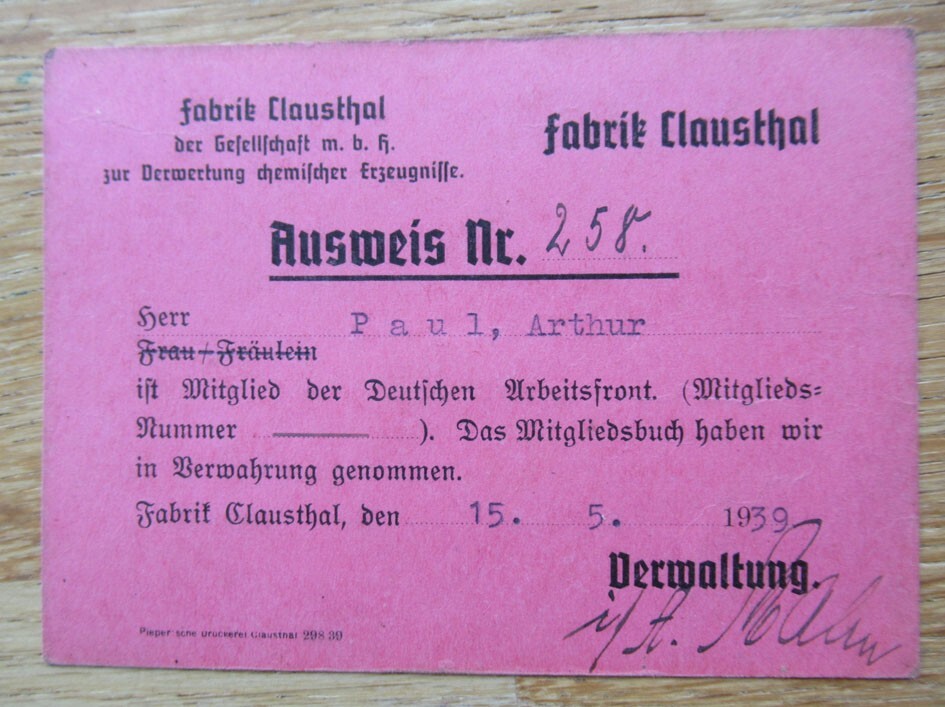 Fabrik Clausthal
der Gesellschaft m. b. H.
zur Verwertung chemischer Erzeugnisse.
Fabrik Clausthal
Ausweis Nr. 258.
Herr Paul, Arthur
Frau / Fräulein
ist Mitglied der Deutschen Arbeitsfront. (Mitglieds-
Nummer ). Das Mitgliedsbuch haben wir
in Verwahrung genommen.
Fabrik Clausthal, den 15. 5. 1939
Verwaltung.
Pieper'sche Druckerei Clausthal 298 39